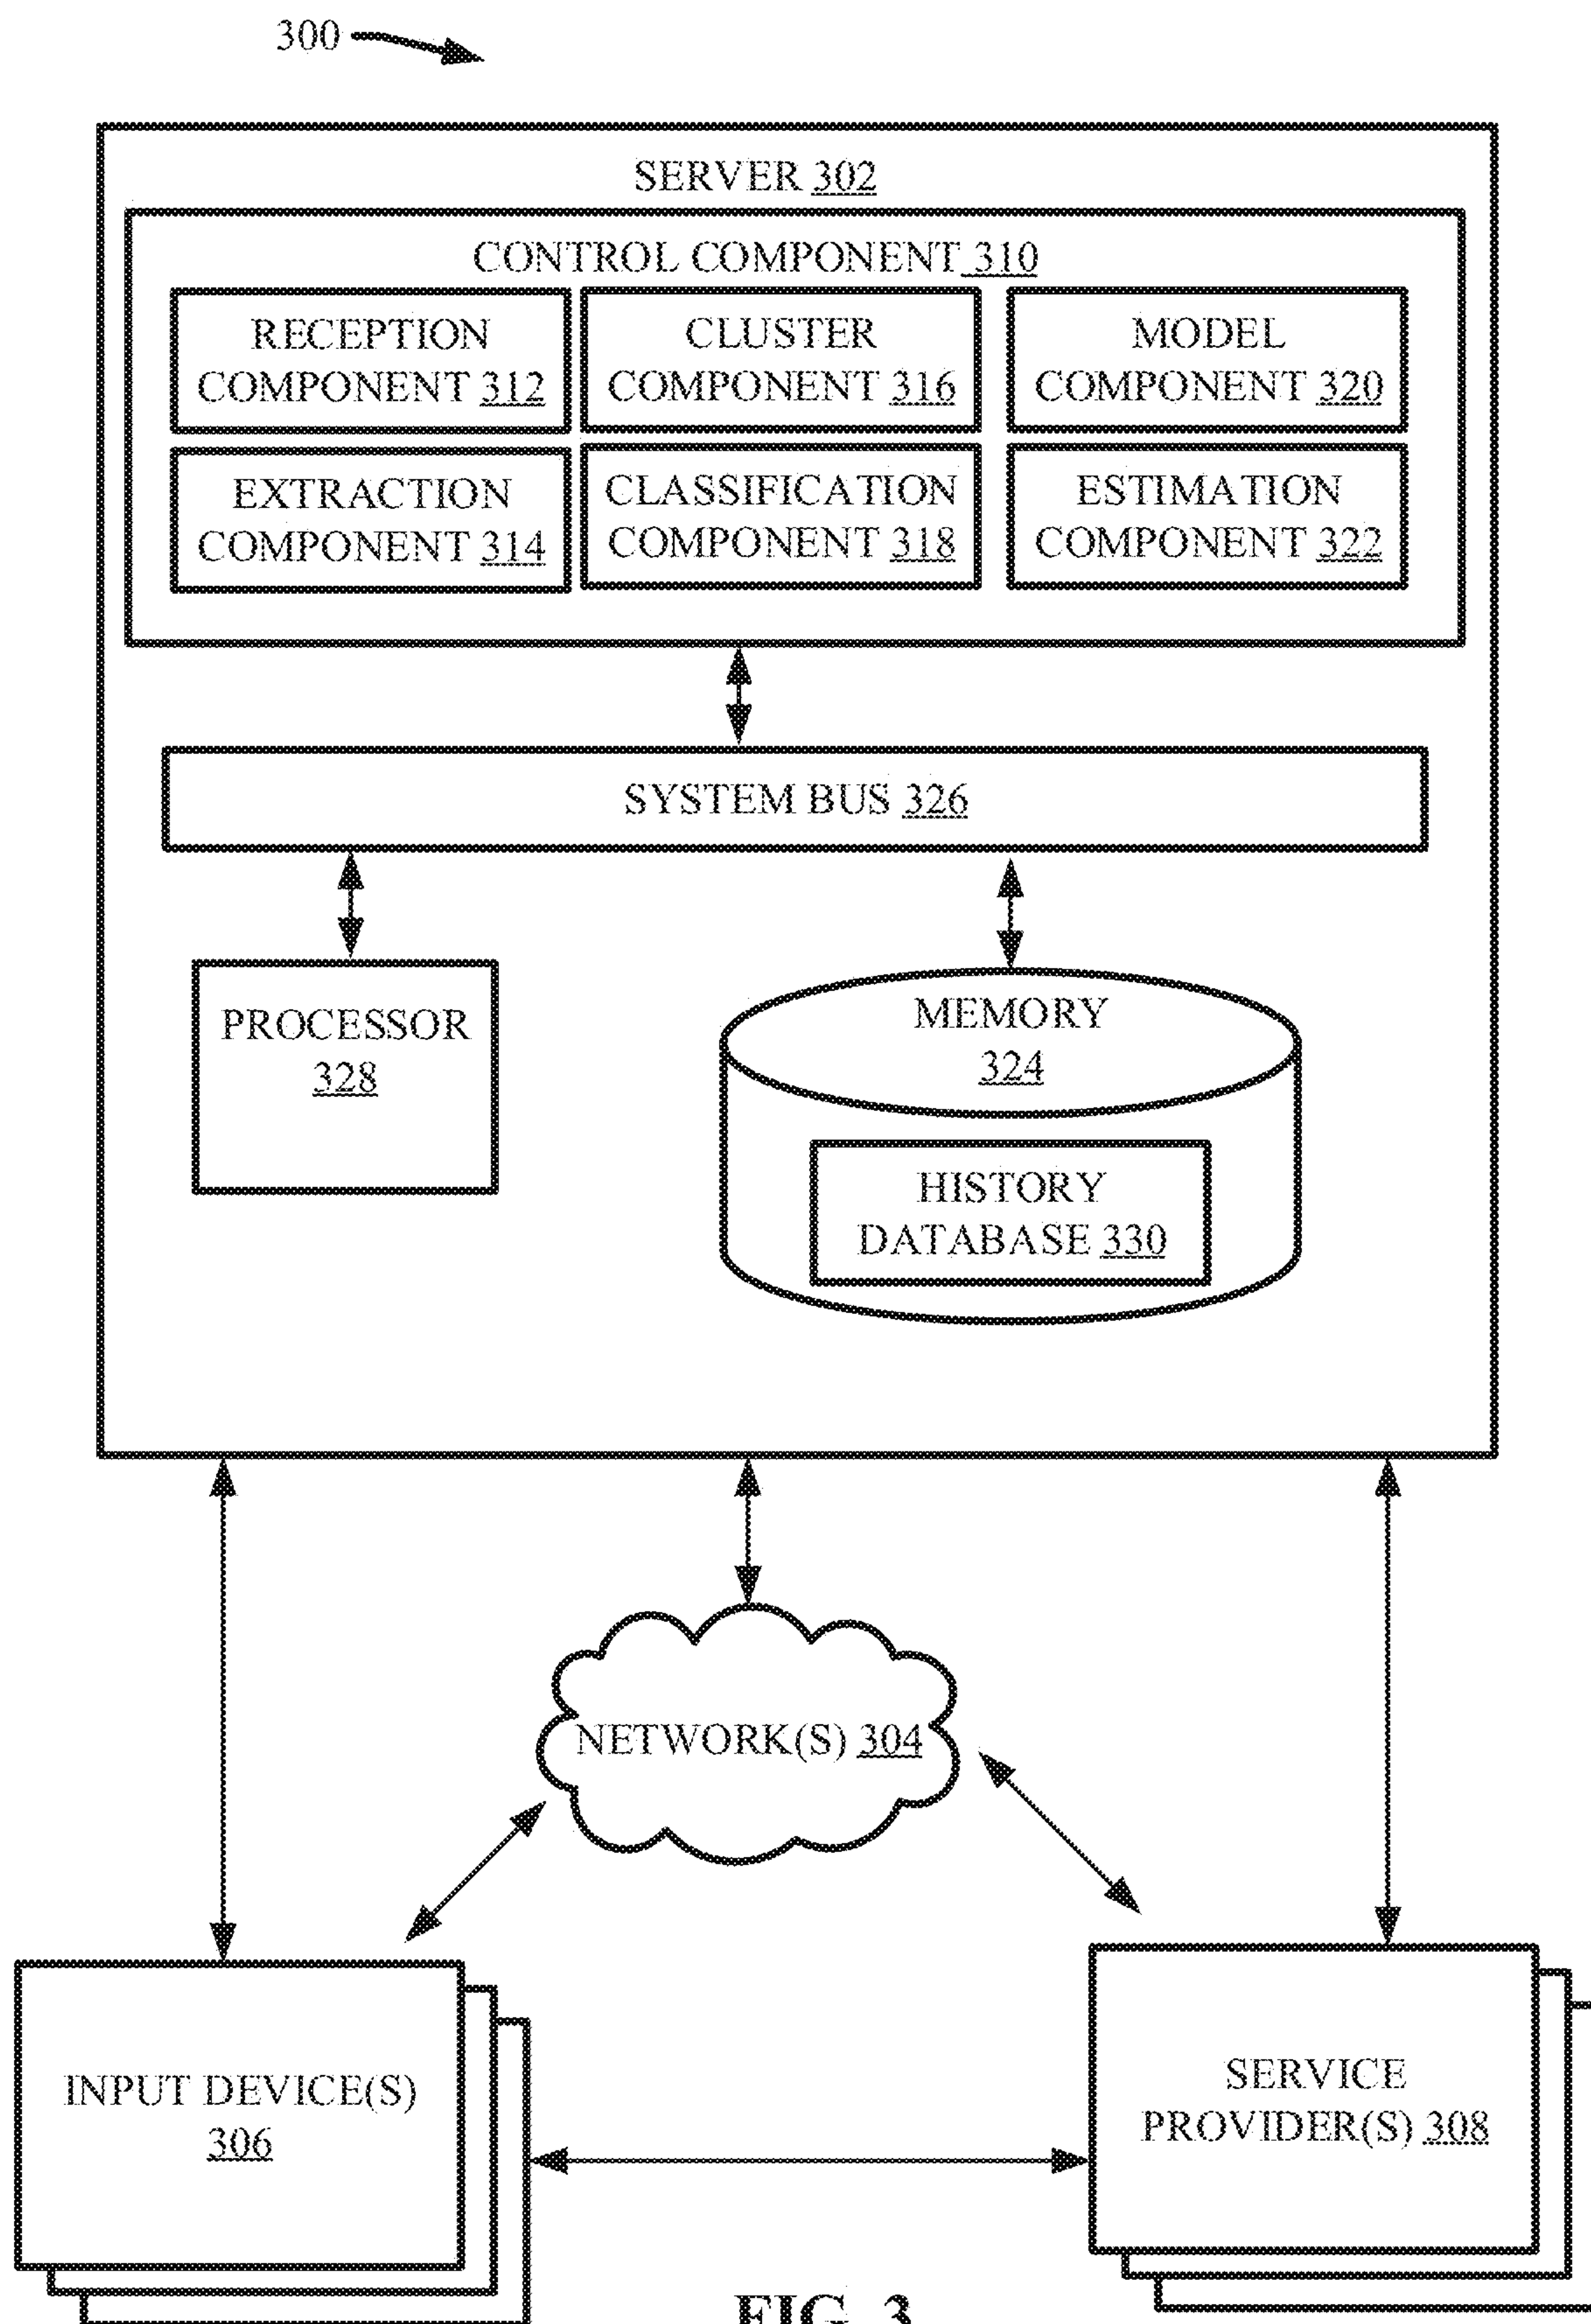 300
SERVER 302
CONTROL COMPONENT 310
RECEPTION
COMPONENT 312
CLUSTER
COMPONENT 316
MODEL
COMPONENT 320
EXTRACTION
COMPONENT 314
CLASSIFICATION
COMPONENT 318
ESTIMATION
COMPONENT 322
SYSTEM BUS 326
PROCESSOR
328
MEMORY
324
HISTORY
DATABASE 330
NETWORK(S) 304
INPUT DEVICE(S)
306
SERVICE
PROVIDER(S) 308
FIG. 3